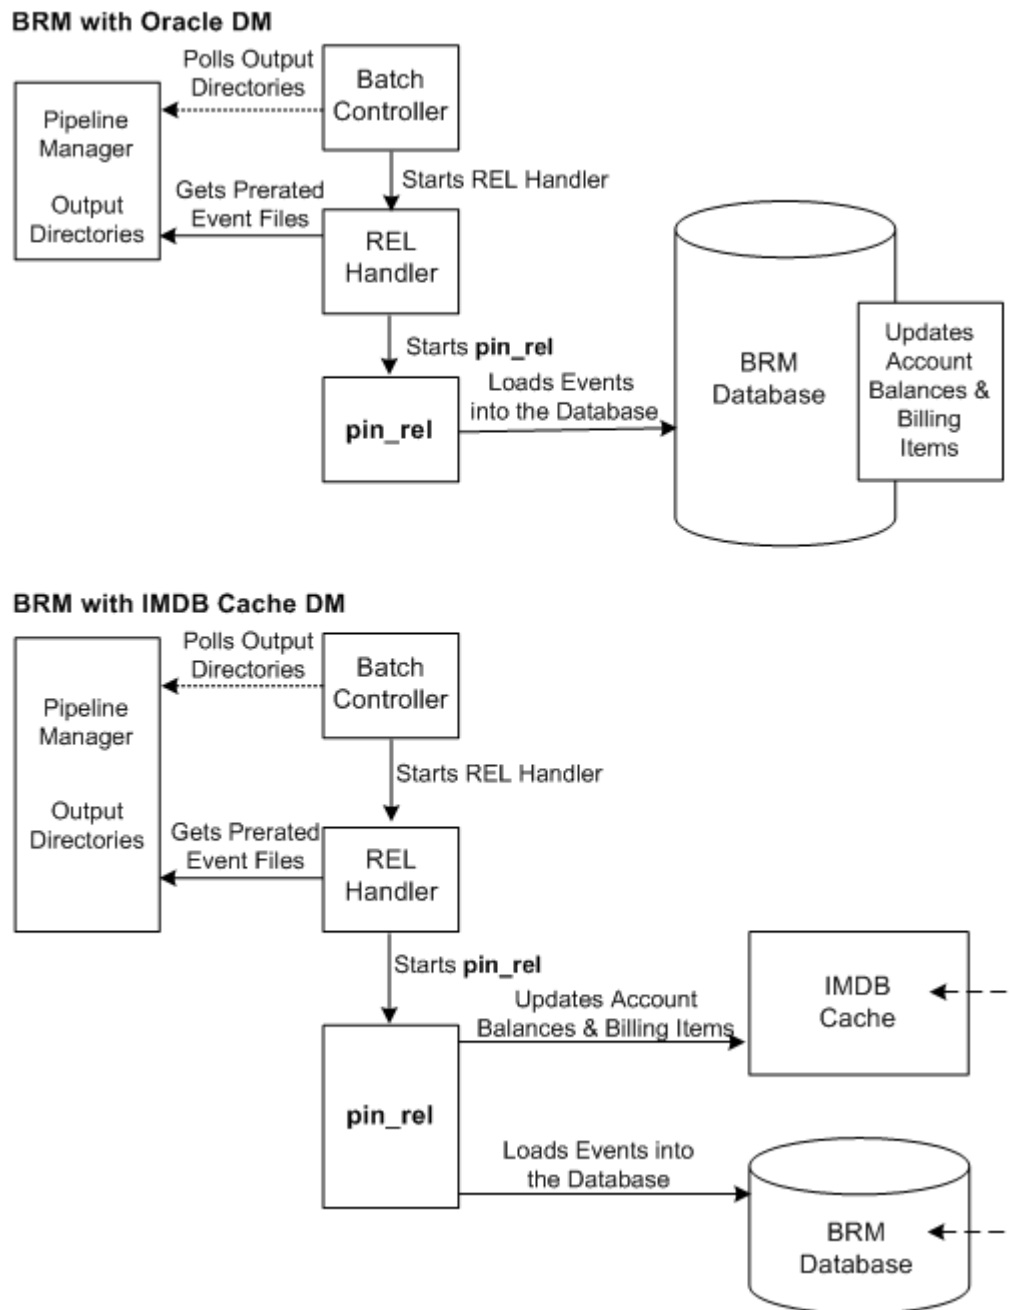 BRM with Oracle DM
Polls Output
Directories
Batch
Controller
Pipeline
Manager
Output
Directories
Starts REL Handler
Gets Prerated
Event Files
REL
Handler
Starts pin_rel
Loads Events
into the Database
pin_rel
BRM
Database
Updates
Account
Balances &
Billing
Items
BRM with IMDB Cache DM
Polls Output
Directories
Batch
Controller
Pipeline
Manager
Output
Directories
Starts REL Handler
Gets Prerated
Event Files
REL
Handler
Starts pin_rel
Updates Account
Balances & Billing Items
IMDB
Cache
pin_rel
Loads Events into
the Database
BRM
Database